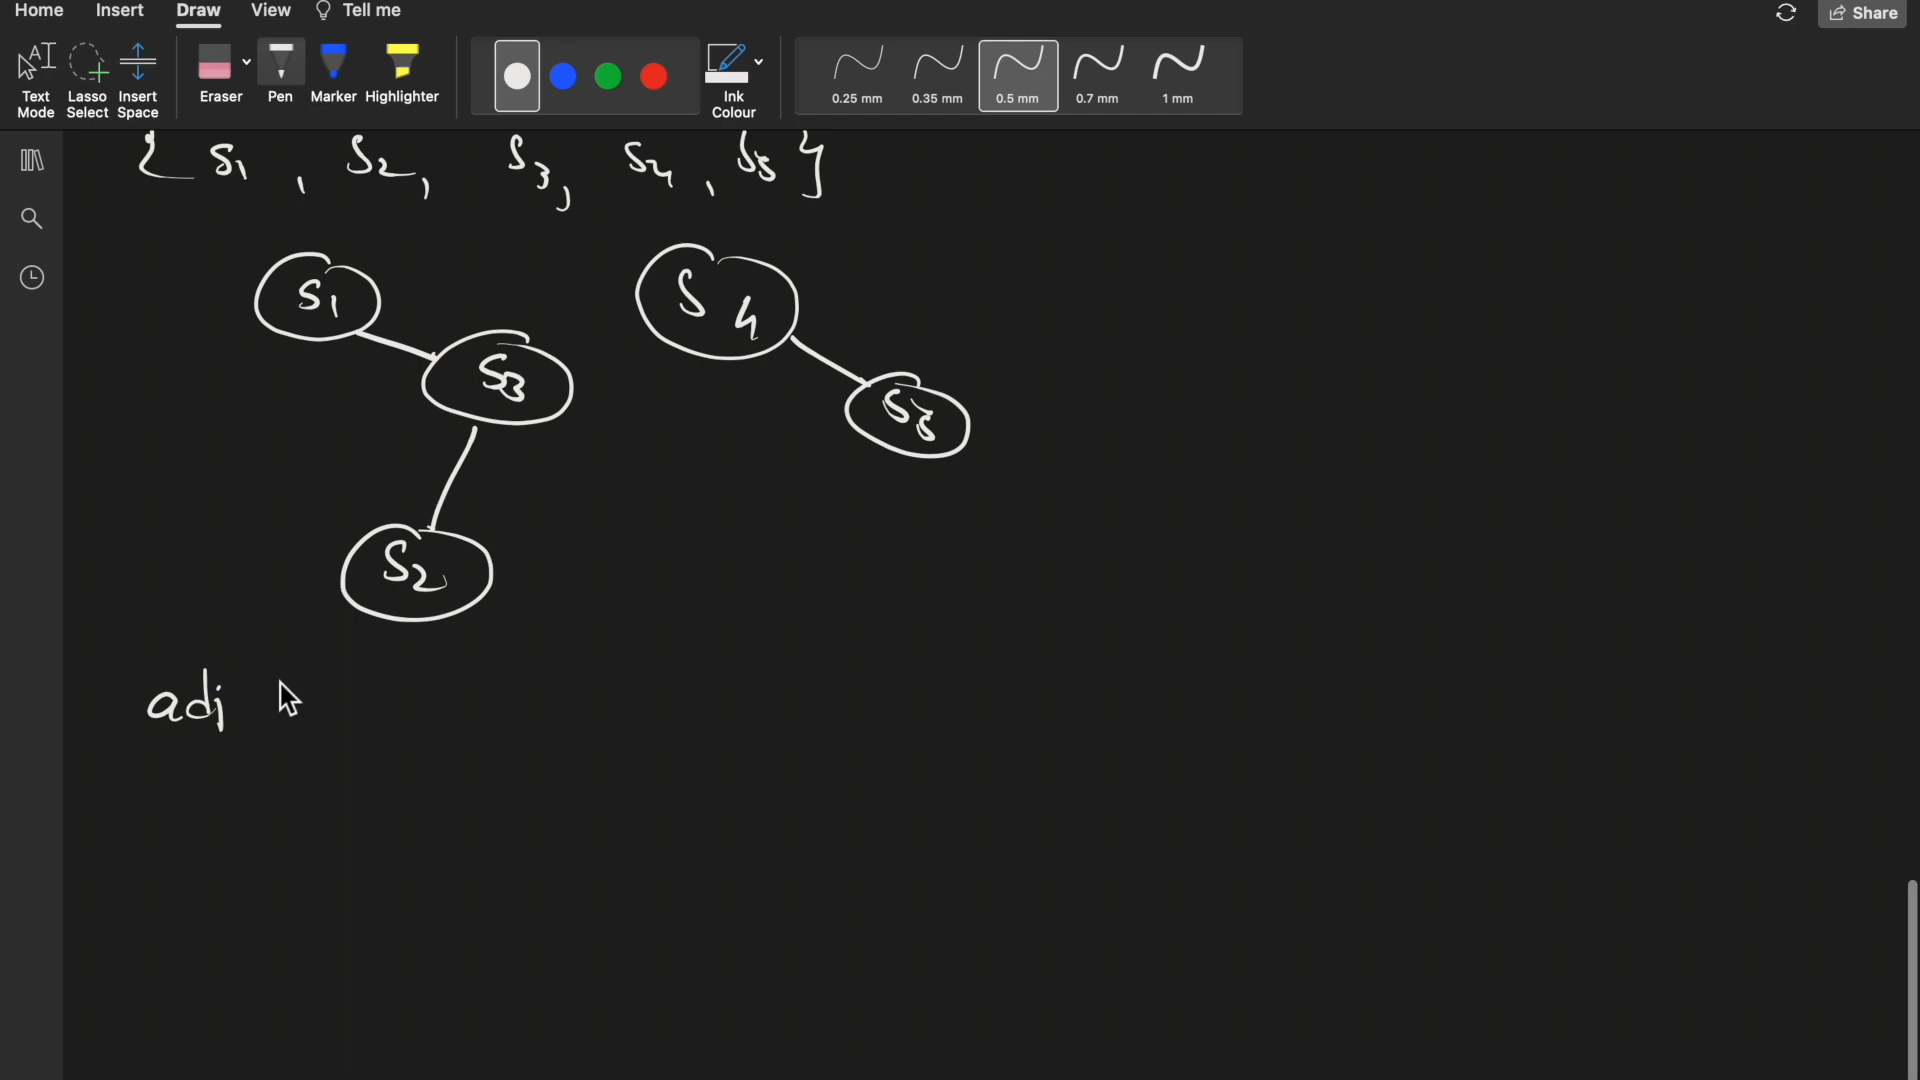 Home Insert Draw View Tell me Share
Text Mode Lasso Select Insert Space Eraser Pen Marker Highlighter Ink Colour 0.25 mm 0.35 mm 0.5 mm 0.7 mm 1 mm
{ S1 , S2, S3, S4 , S5 }
S1 S4
S3 S5
S2
adj